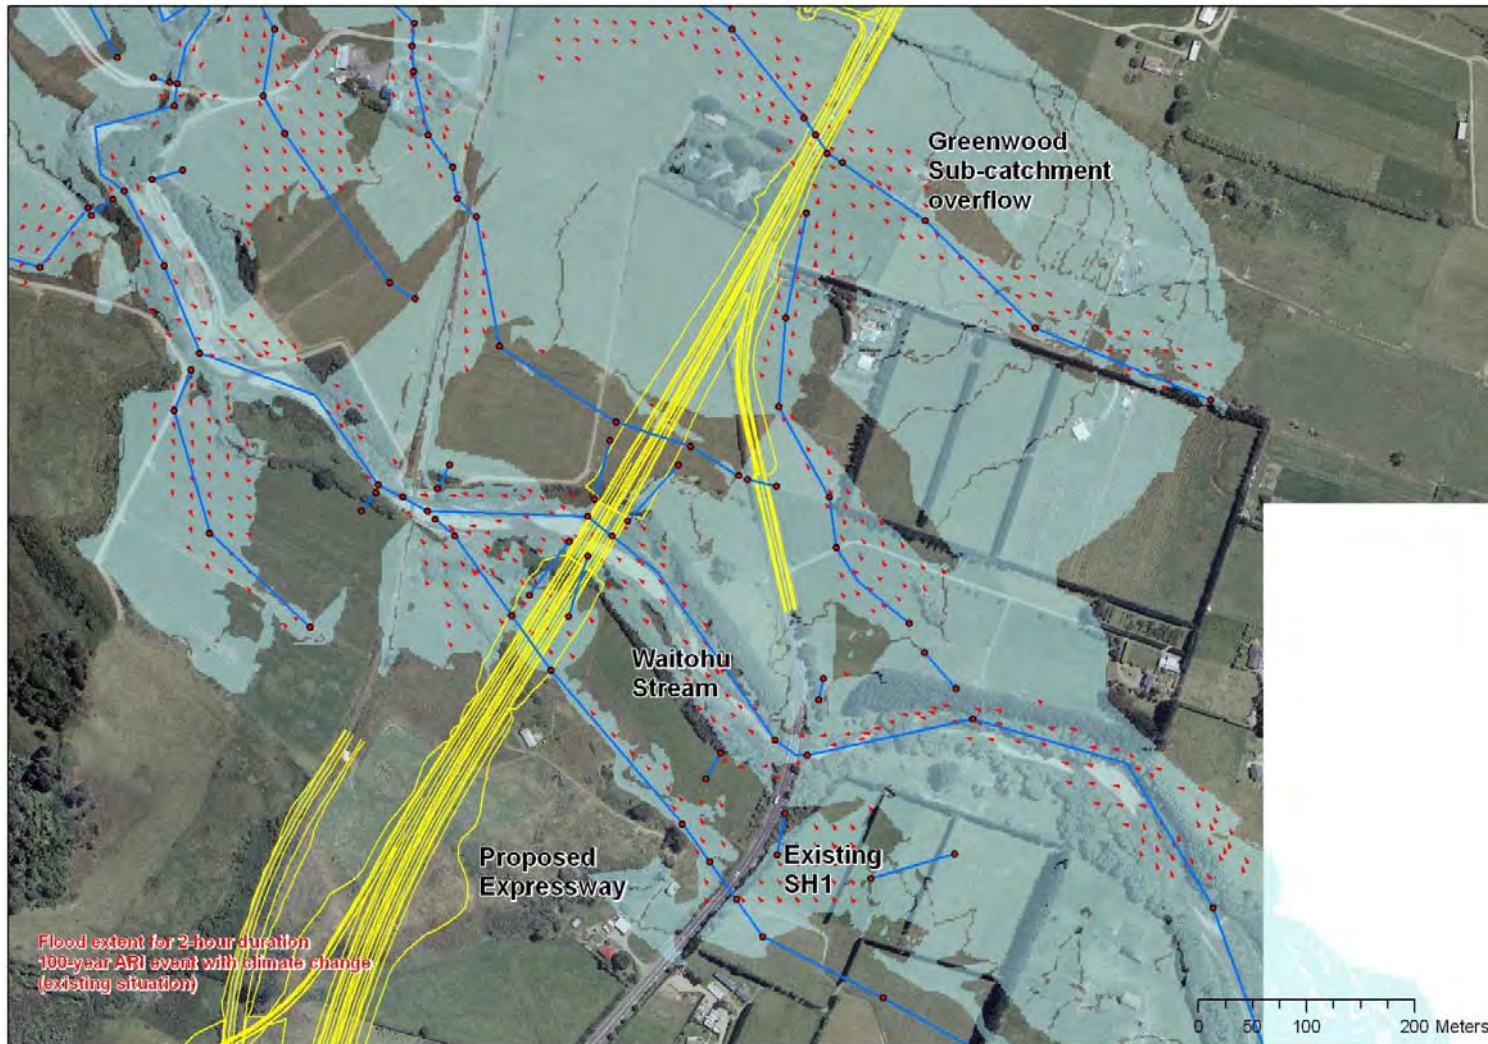 Greenwood
Sub-catchment
overflow
Waitohu
Stream
Proposed
Expressway
Existing
SH1
Flood extent for 2-hour duration
100-year ARI event with climate change
(existing situation)
0 50 100 200 Meters